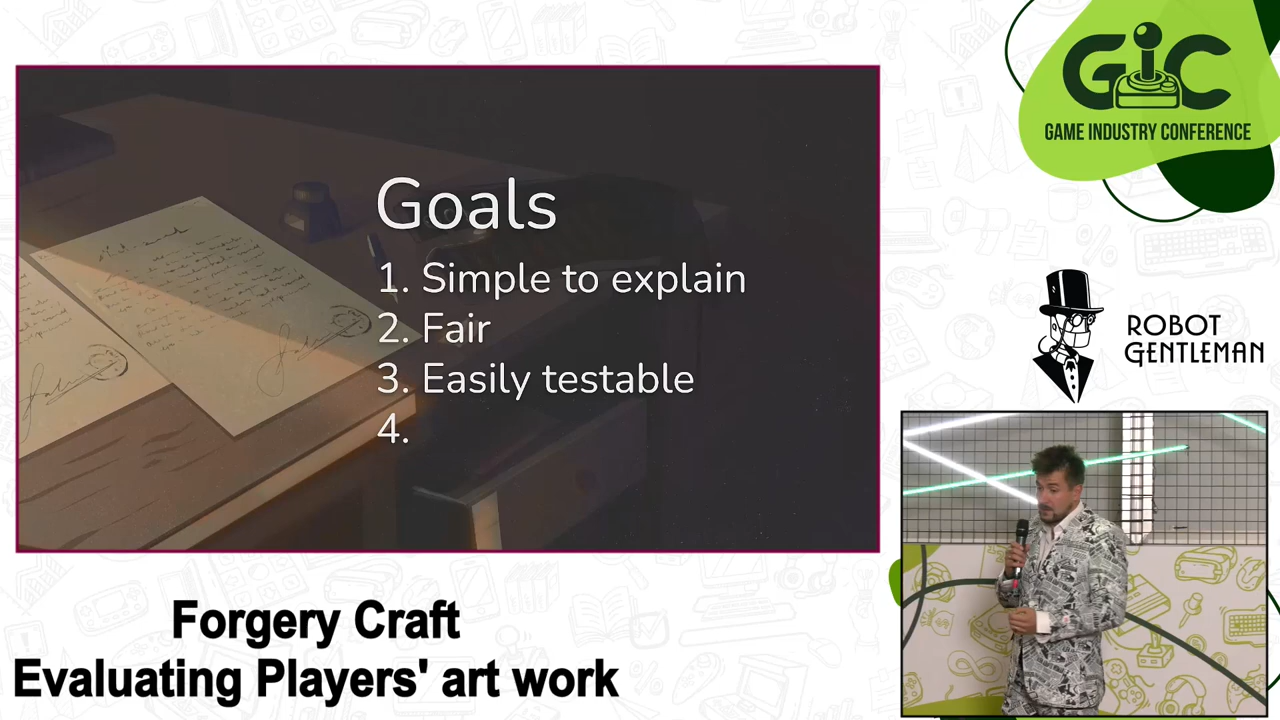 GIC
GAME INDUSTRY CONFERENCE
Goals
1. Simple to explain
2. Fair
3. Easily testable
4.
ROBOT
GENTLEMAN
Forgery Craft
Evaluating Players' art work